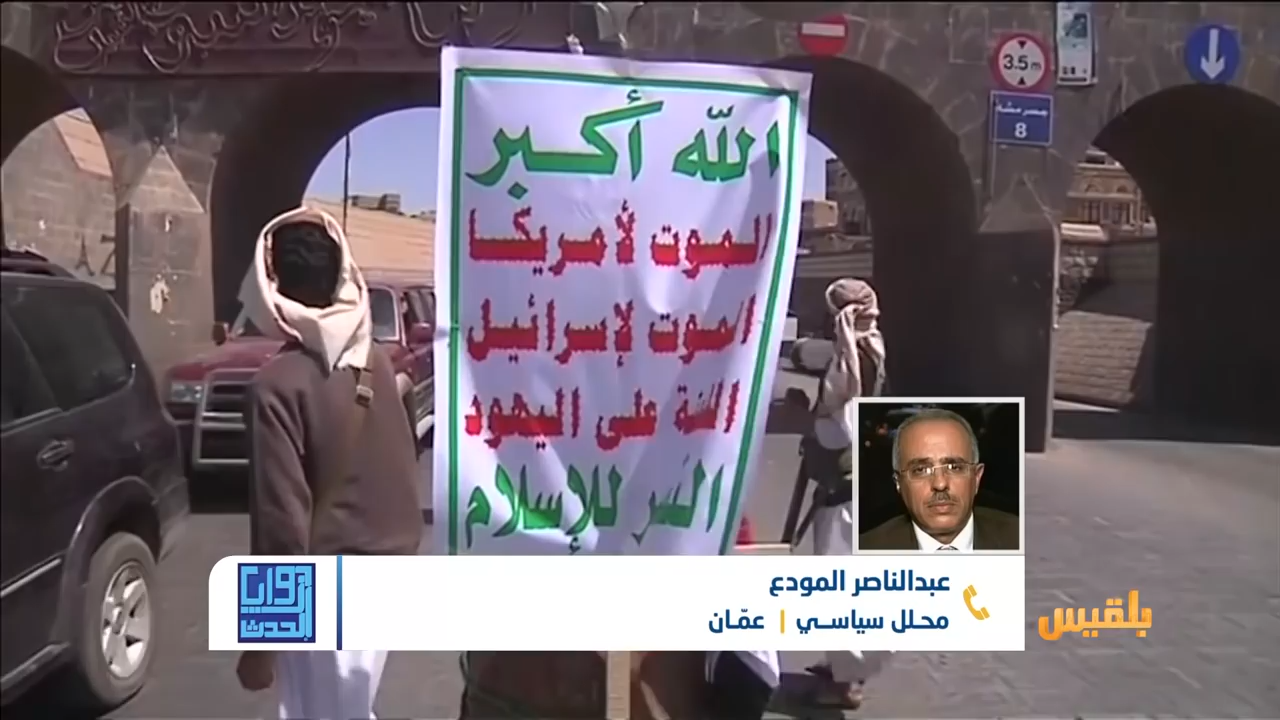 3.5m
8
الله أكبر
الموت لأمريكا
الموت لإسرائيل
اللعنة على اليهود
النصر للإسلام
عبدالناصر المودع
محلل سياسي | عمّان
زوايا
الحدث
بلقيس